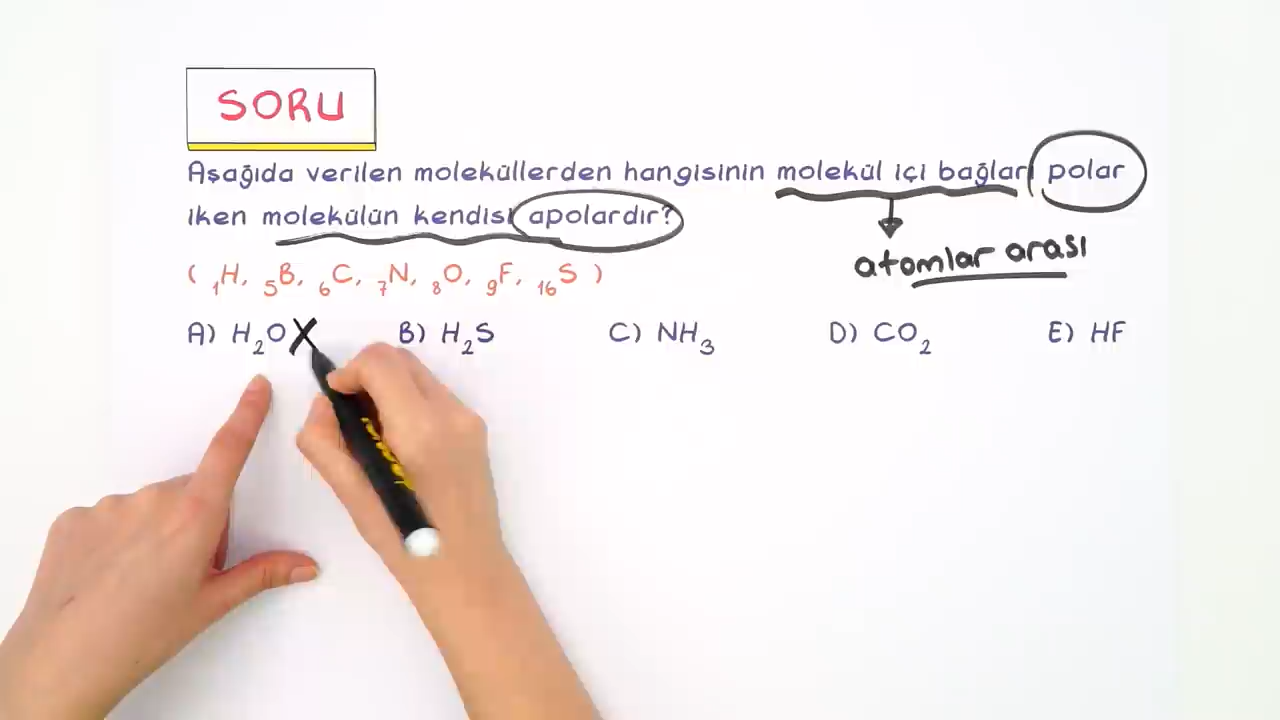 SORU
Aşağıda verilen moleküllerden hangisinin molekül içi bağları polar
iken molekülün kendisi apolardır?
atomlar arası
( ₁H, ₅B, ₆C, ₇N, ₈O, ₉F, ₁₆S )
A) H₂O X B) H₂S C) NH₃ D) CO₂ E) HF